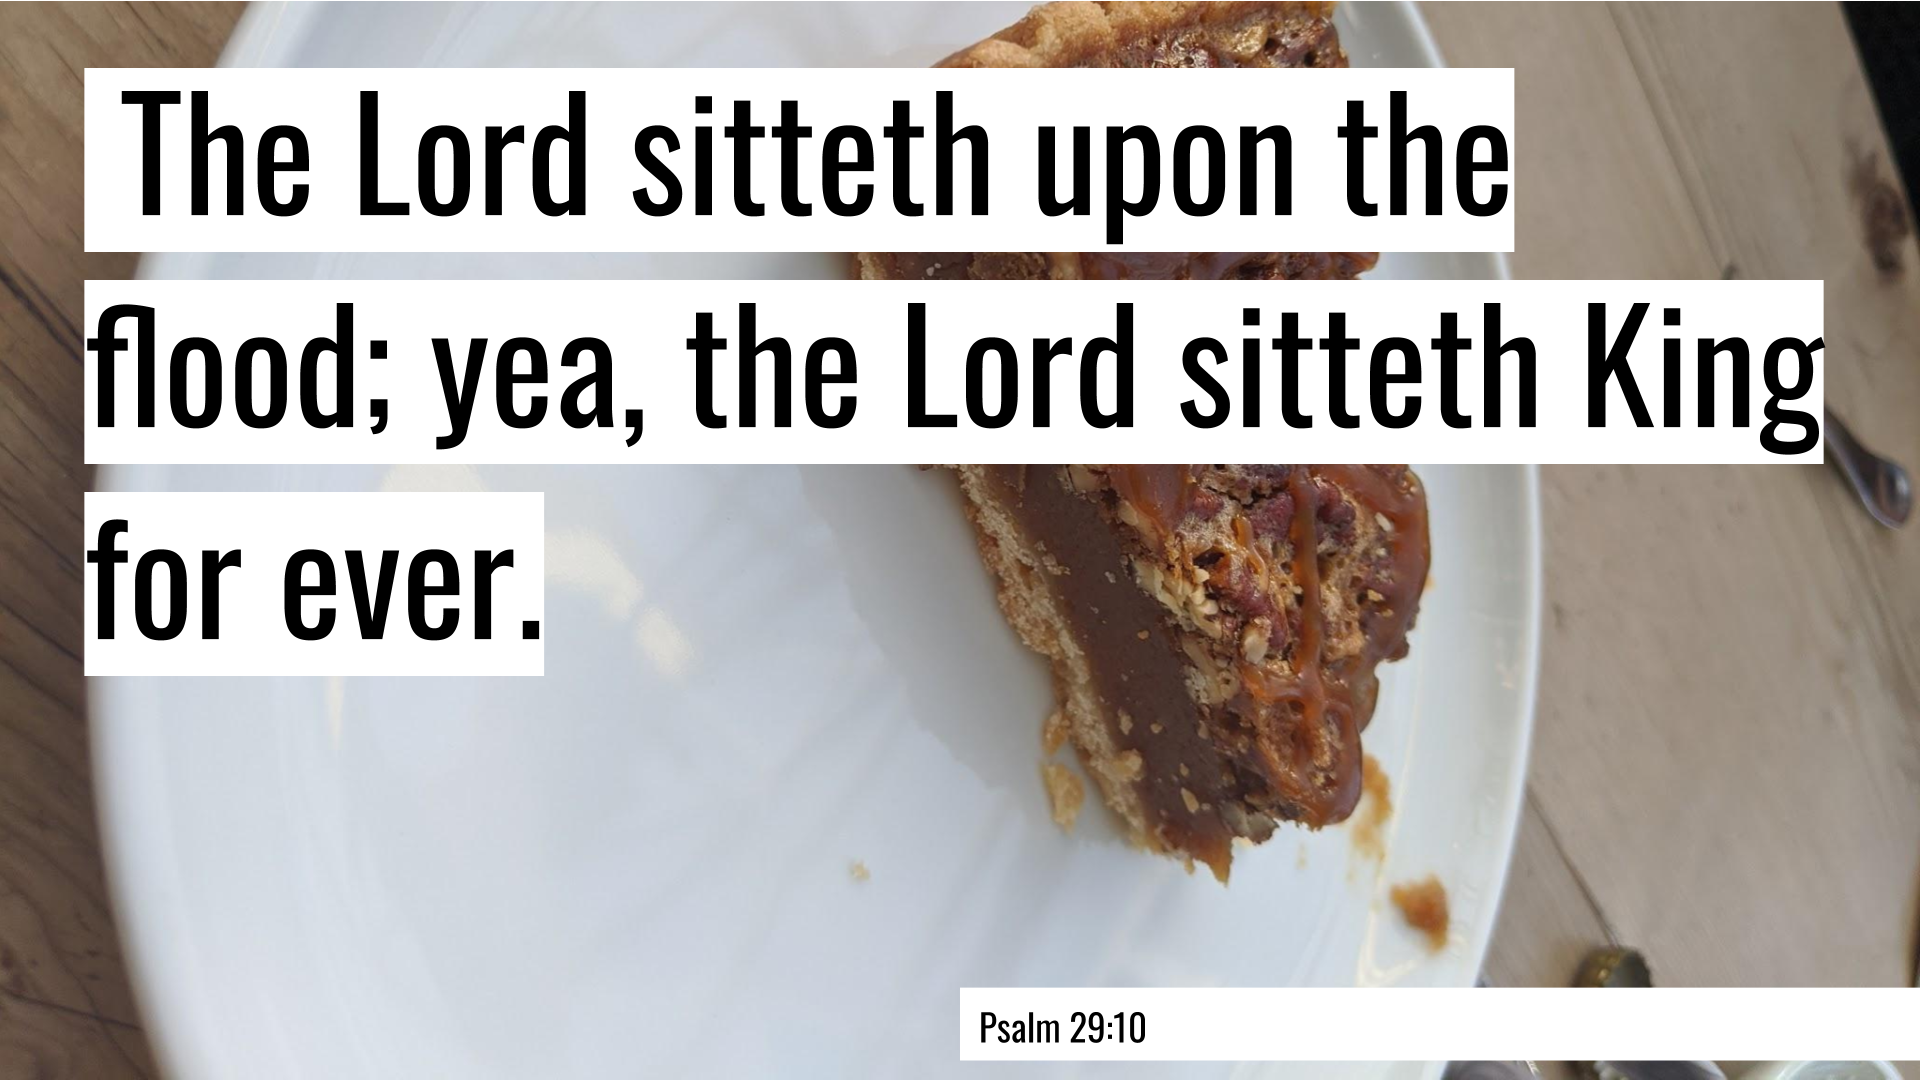 The Lord sitteth upon the
flood; yea, the Lord sitteth King
for ever.
Psalm 29:10